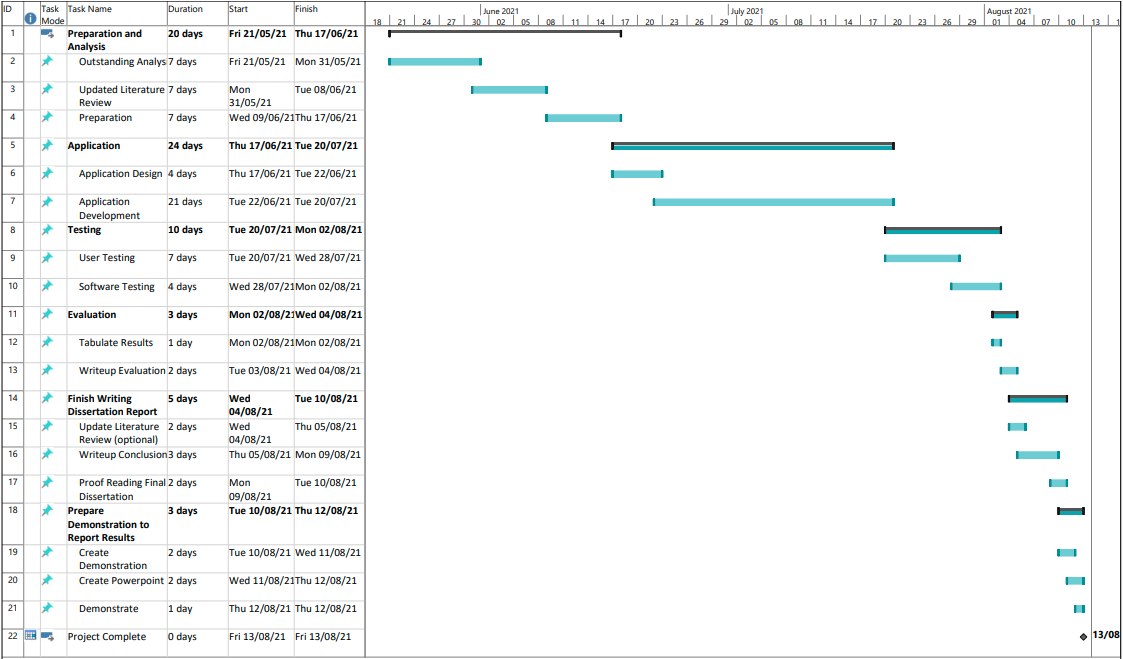 ID Task Mode Task Name Duration Start Finish
June 2021 July 2021 August 2021
18 21 24 27 30 02 05 08 11 14 17 20 23 26 29 02 05 08 11 14 17 20 23 26 29 01 04 07 10 13 1
1 Preparation and Analysis 20 days Fri 21/05/21 Thu 17/06/21
2 Outstanding Analys 7 days Fri 21/05/21 Mon 31/05/21
3 Updated Literature Review 7 days Mon 31/05/21 Tue 08/06/21
4 Preparation 7 days Wed 09/06/21 Thu 17/06/21
5 Application 24 days Thu 17/06/21 Tue 20/07/21
6 Application Design 4 days Thu 17/06/21 Tue 22/06/21
7 Application Development 21 days Tue 22/06/21 Tue 20/07/21
8 Testing 10 days Tue 20/07/21 Mon 02/08/21
9 User Testing 7 days Tue 20/07/21 Wed 28/07/21
10 Software Testing 4 days Wed 28/07/21 Mon 02/08/21
11 Evaluation 3 days Mon 02/08/21 Wed 04/08/21
12 Tabulate Results 1 day Mon 02/08/21 Mon 02/08/21
13 Writeup Evaluation 2 days Tue 03/08/21 Wed 04/08/21
14 Finish Writing Dissertation Report 5 days Wed 04/08/21 Tue 10/08/21
15 Update Literature Review (optional) 2 days Wed 04/08/21 Thu 05/08/21
16 Writeup Conclusion 3 days Thu 05/08/21 Mon 09/08/21
17 Proof Reading Final Dissertation 2 days Mon 09/08/21 Tue 10/08/21
18 Prepare Demonstration to Report Results 3 days Tue 10/08/21 Thu 12/08/21
19 Create Demonstration 2 days Tue 10/08/21 Wed 11/08/21
20 Create Powerpoint 2 days Wed 11/08/21 Thu 12/08/21
21 Demonstrate 1 day Thu 12/08/21 Thu 12/08/21
22 Project Complete 0 days Fri 13/08/21 Fri 13/08/21 13/08